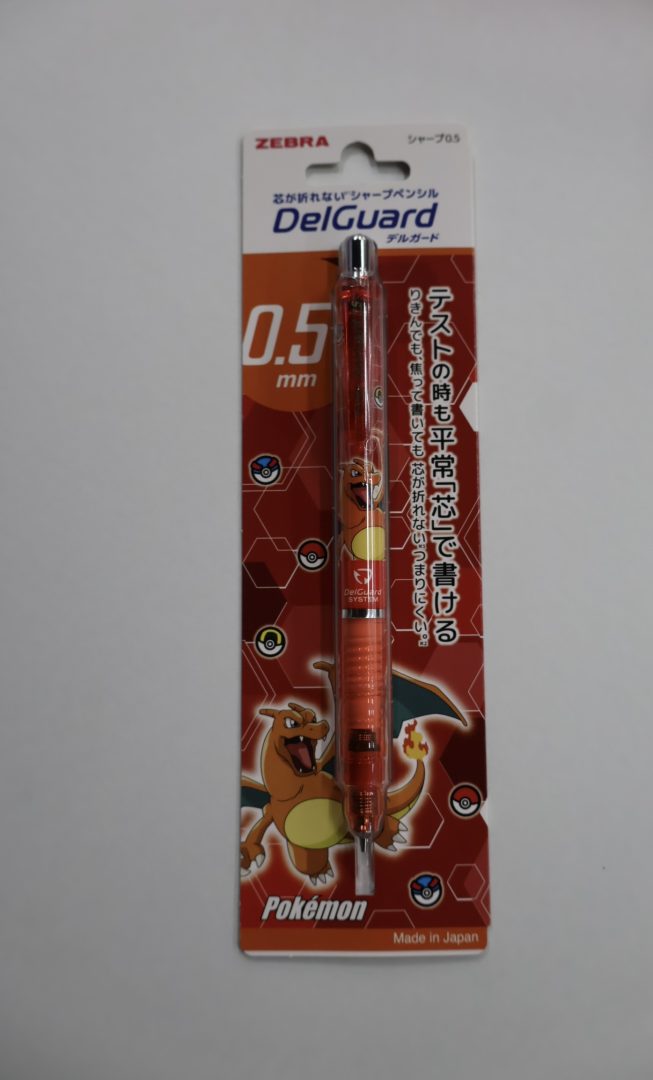 ZEBRA
シャープ0.5
芯が折れない*シャープペンシル
DelGuard
デルガード
0.5
mm
テストの時も平常「芯」で書ける
りきんでも、焦って書いても芯が折れない*つまりにくい。
DelGuard
SYSTEM
Pokémon
Made in Japan